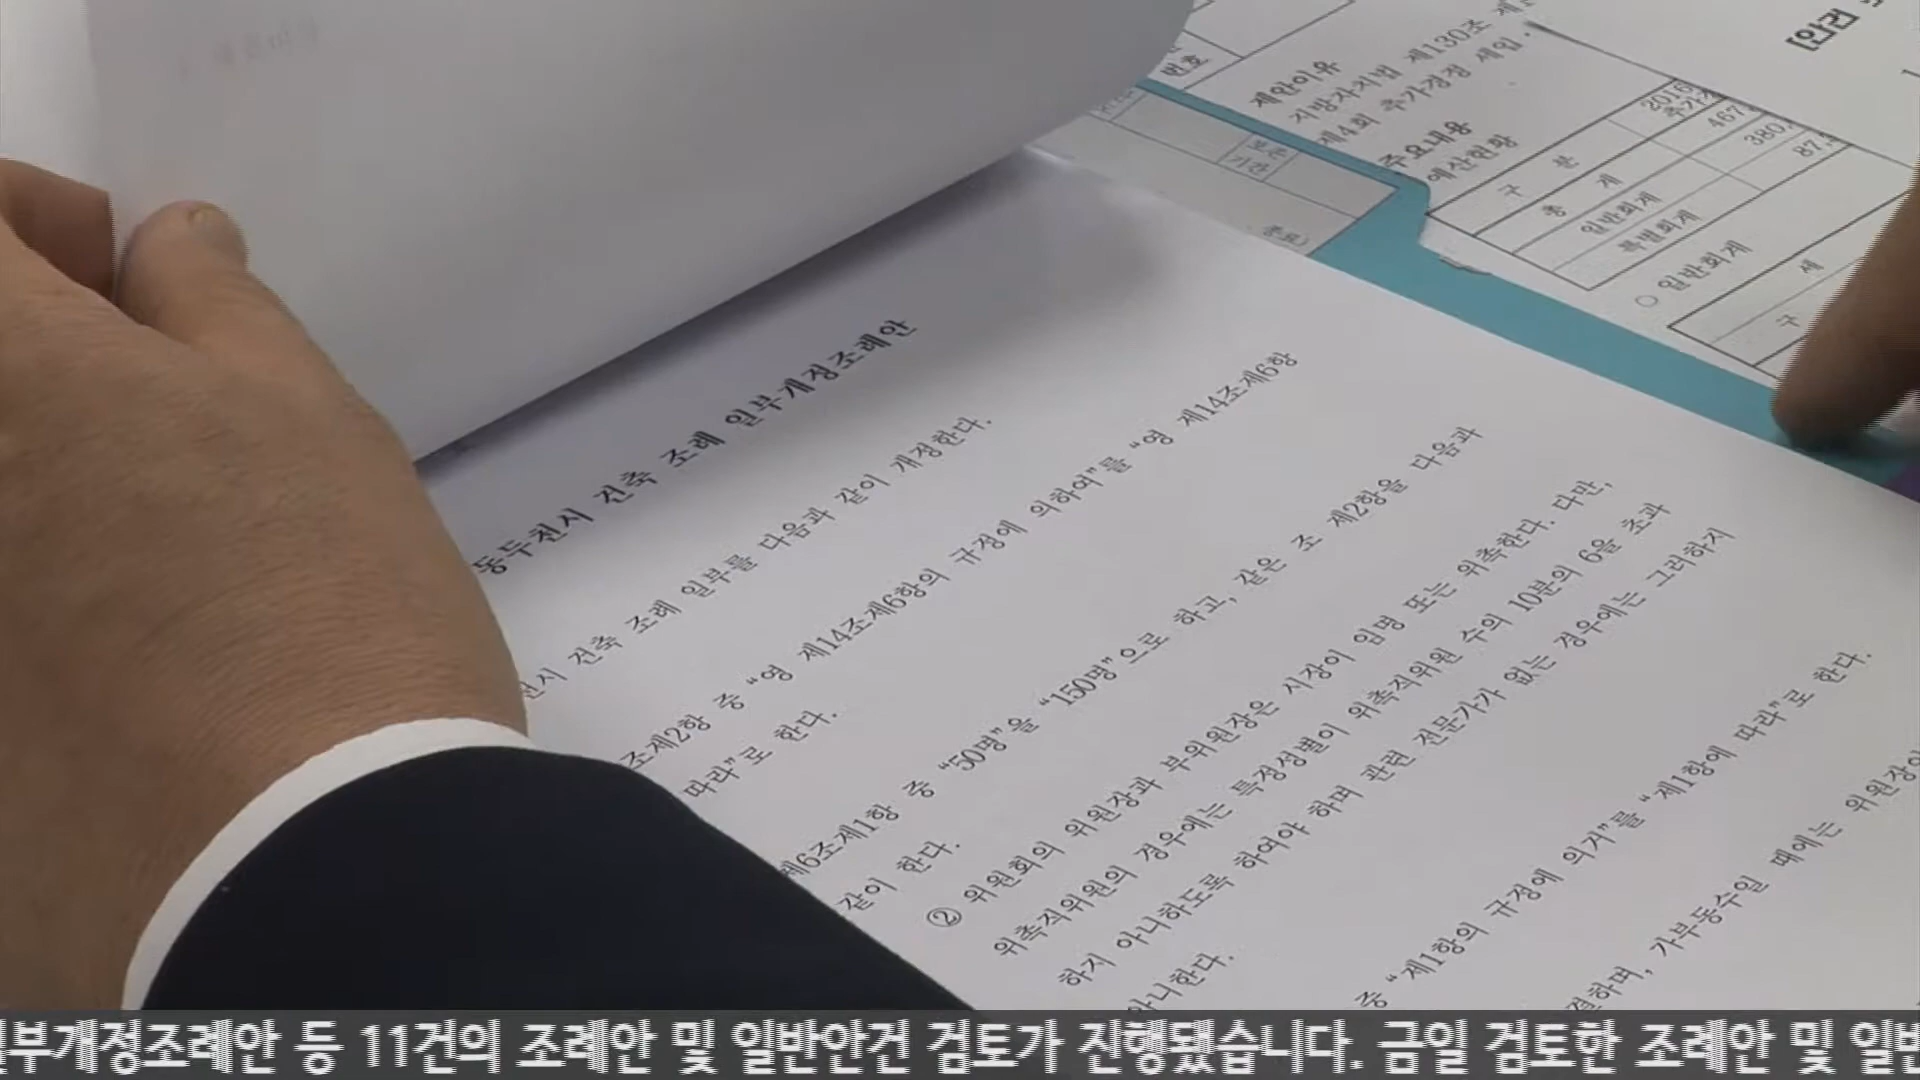 번호
제안이유
지방자치법 제130조
제4회 추가경정 세입
주요내용
예산현황
구 분
2016
467
총 계
380,
일반회계
87,
특별회계
○ 일반회계
구
세
동두천시 건축 조례 일부개정조례안
건축 조례 일부를 다음과 같이 개정한다.
조제2항 중 “영 제14조제6항의 규정에 의하여”를 “영 제14조제6항
따라”로 한다.
제6조제1항 중 “50명”을 “150명”으로 하고, 같은 조 제2항을 다음과
같이 한다.
② 위원회의 위원장과 부위원장은 시장이 임명 또는 위촉한다. 다만,
위촉직위원의 경우에는 특정성별이 위촉직위원 수의 10분의 6을 초과
하지 아니하도록 하여야 하며 관련 전문가가 없는 경우에는 그러하지
아니한다.
중 “제1항의 규정에 의거”를 “제1항에 따라”로 한다.
가부동수일 때에는 위원장이
일부개정조례안 등 11건의 조례안 및 일반안건 검토가 진행됐습니다. 금일 검토한 조례안 및 일반